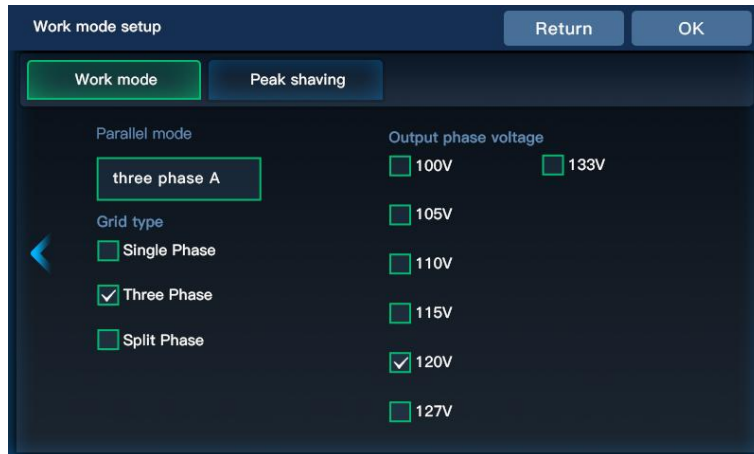 Work mode setup
Return
OK
Work mode
Peak shaving
Parallel mode
three phase A
Grid type
Single Phase
Three Phase
Split Phase
Output phase voltage
100V
133V
105V
110V
115V
120V
127V